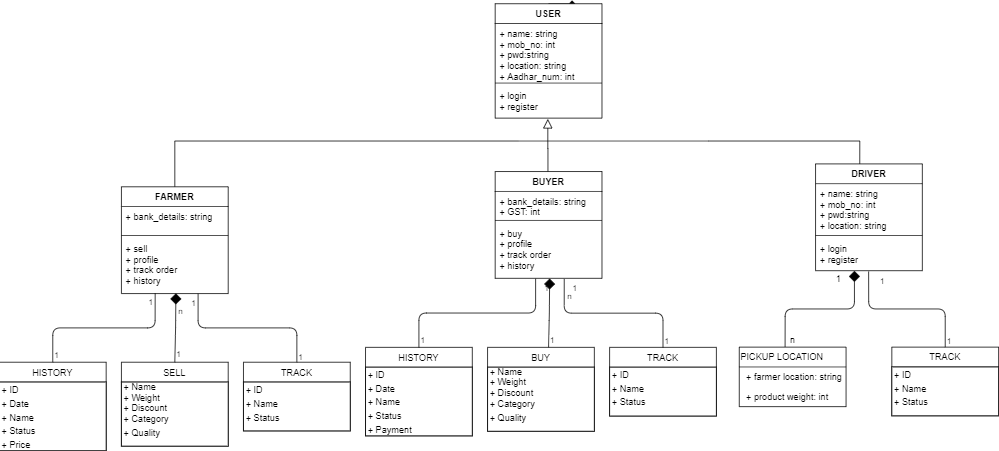 USER
+ name: string
+ mob_no: int
+ pwd:string
+ location: string
+ Aadhar_num: int
+ login
+ register
FARMER
+ bank_details: string
+ sell
+ profile
+ track order
+ history
BUYER
+ bank_details: string
+ GST: int
+ buy
+ profile
+ track order
+ history
DRIVER
+ name: string
+ mob_no: int
+ pwd:string
+ location: string
+ login
+ register
1
n
1
1
1
1
1
n
1
1
1
1
1
1
n
1
HISTORY
+ ID
+ Date
+ Name
+ Status
+ Price
SELL
+ Name
+ Weight
+ Discount
+ Category
+ Quality
TRACK
+ ID
+ Name
+ Status
HISTORY
+ ID
+ Date
+ Name
+ Status
+ Payment
BUY
+ Name
+ Weight
+ Discount
+ Category
+ Quality
TRACK
+ ID
+ Name
+ Status
PICKUP LOCATION
+ farmer location: string
+ product weight: int
TRACK
+ ID
+ Name
+ Status